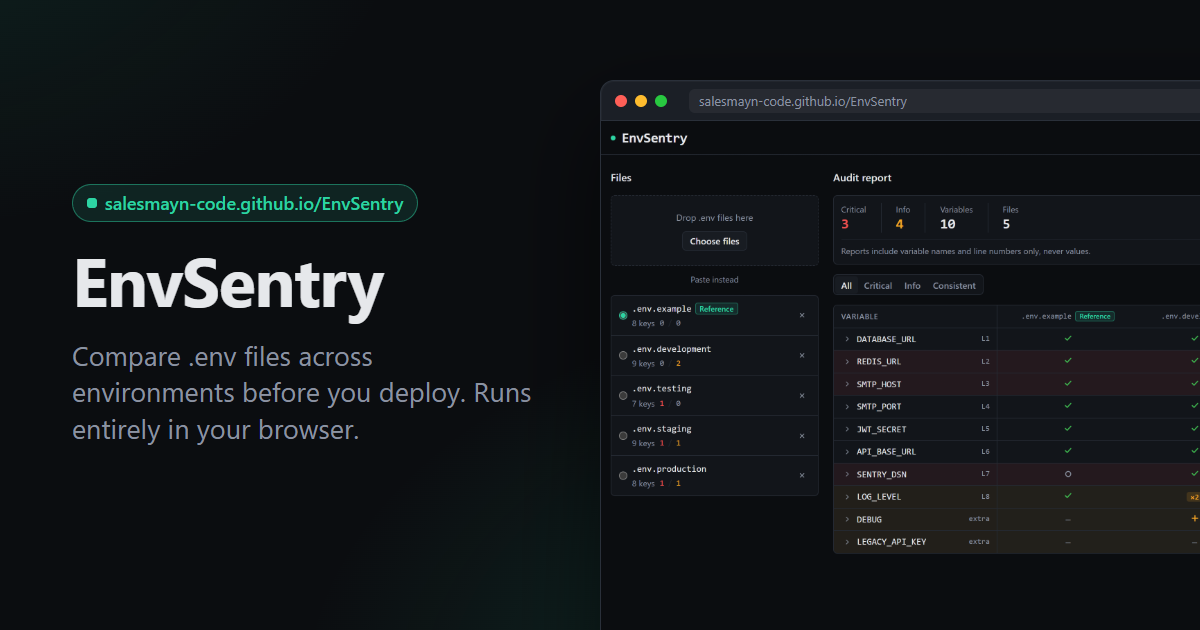 salesmayn-code.github.io/EnvSentry
EnvSentry
Compare .env files across
environments before you deploy. Runs
entirely in your browser.
salesmayn-code.github.io/EnvSentry
EnvSentry
Files
Drop .env files here
Choose files
Paste instead
.env.example Reference
8 keys 0 / 0
×
.env.development
9 keys 0 / 2
×
.env.testing
7 keys 1 / 0
×
.env.staging
9 keys 1 / 1
×
.env.production
8 keys 1 / 1
×
Audit report
Critical Info Variables Files
3 4 10 5
Reports include variable names and line numbers only, never values.
All Critical Info Consistent
VARIABLE .env.example Reference .env.deve
DATABASE_URL L1
REDIS_URL L2
SMTP_HOST L3
SMTP_PORT L4
JWT_SECRET L5
API_BASE_URL L6
SENTRY_DSN L7
LOG_LEVEL L8 ×2
DEBUG extra – +
LEGACY_API_KEY extra – –